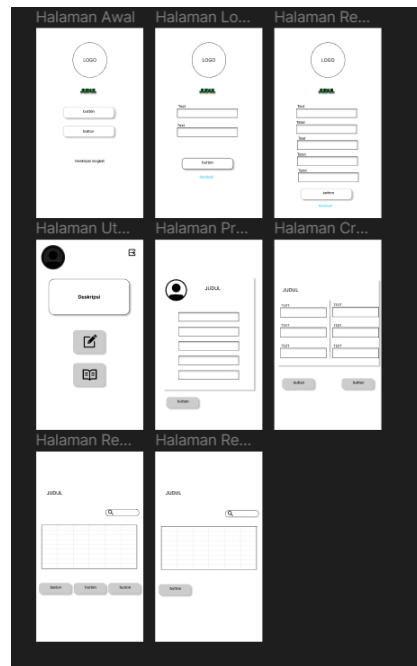 Halaman Awal
LOGO
JUDUL
button
button
Deskripsi singkat
Halaman Lo...
LOGO
JUDUL
Text
Text
button
Halaman Re...
LOGO
JUDUL
Text
Text
Text
button
Halaman Ut...
Deskripsi
Halaman Pr...
JUDUL
button
Halaman Cr...
JUDUL
TEXT
TEXT
TEXT
TEXT
TEXT
TEXT
button
button
Halaman Re...
JUDUL
button
button
button
Halaman Re...
JUDUL
button